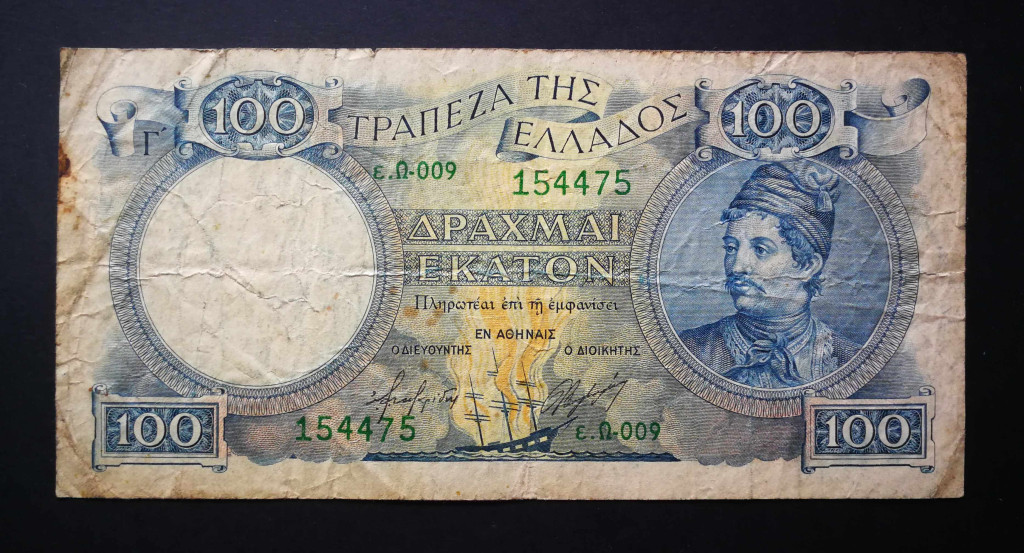 100
ΤΡΑΠΕΖΑ ΤΗΣ
ΕΛΛΑΔΟΣ
100
Γ΄
ε.Ω-009
154475
ΔΡΑΧΜΑΙ
ΕΚΑΤΟΝ
Πληρωτέαι ἐπὶ τῇ ἐμφανίσει
ΕΝ ΑΘΗΝΑΙΣ
Ο ΔΙΕΥΘΥΝΤΗΣ
Ο ΔΙΟΙΚΗΤΗΣ
100
154475
ε.Ω-009
100